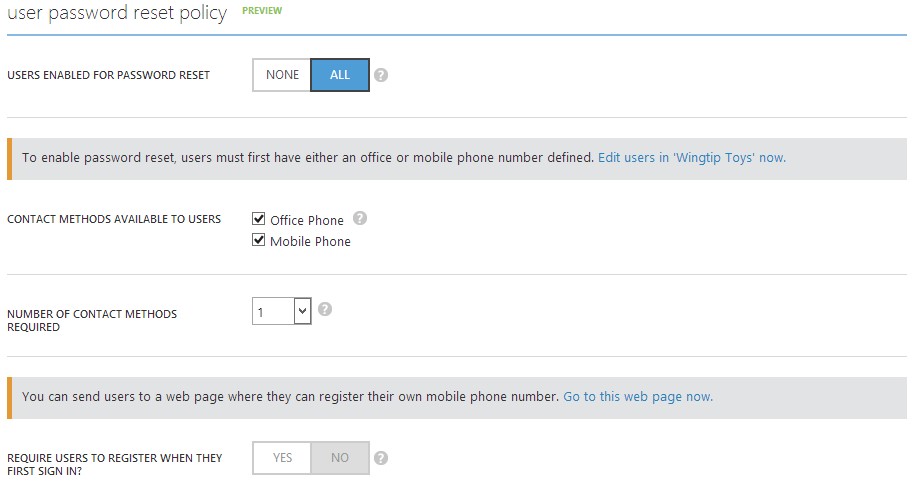 user password reset policy PREVIEW
USERS ENABLED FOR PASSWORD RESET NONE ALL ?
To enable password reset, users must first have either an office or mobile phone number defined. Edit users in 'Wingtip Toys' now.
CONTACT METHODS AVAILABLE TO USERS Office Phone ?
Mobile Phone
NUMBER OF CONTACT METHODS 1 ?
REQUIRED
You can send users to a web page where they can register their own mobile phone number. Go to this web page now.
REQUIRE USERS TO REGISTER WHEN THEY YES NO ?
FIRST SIGN IN?